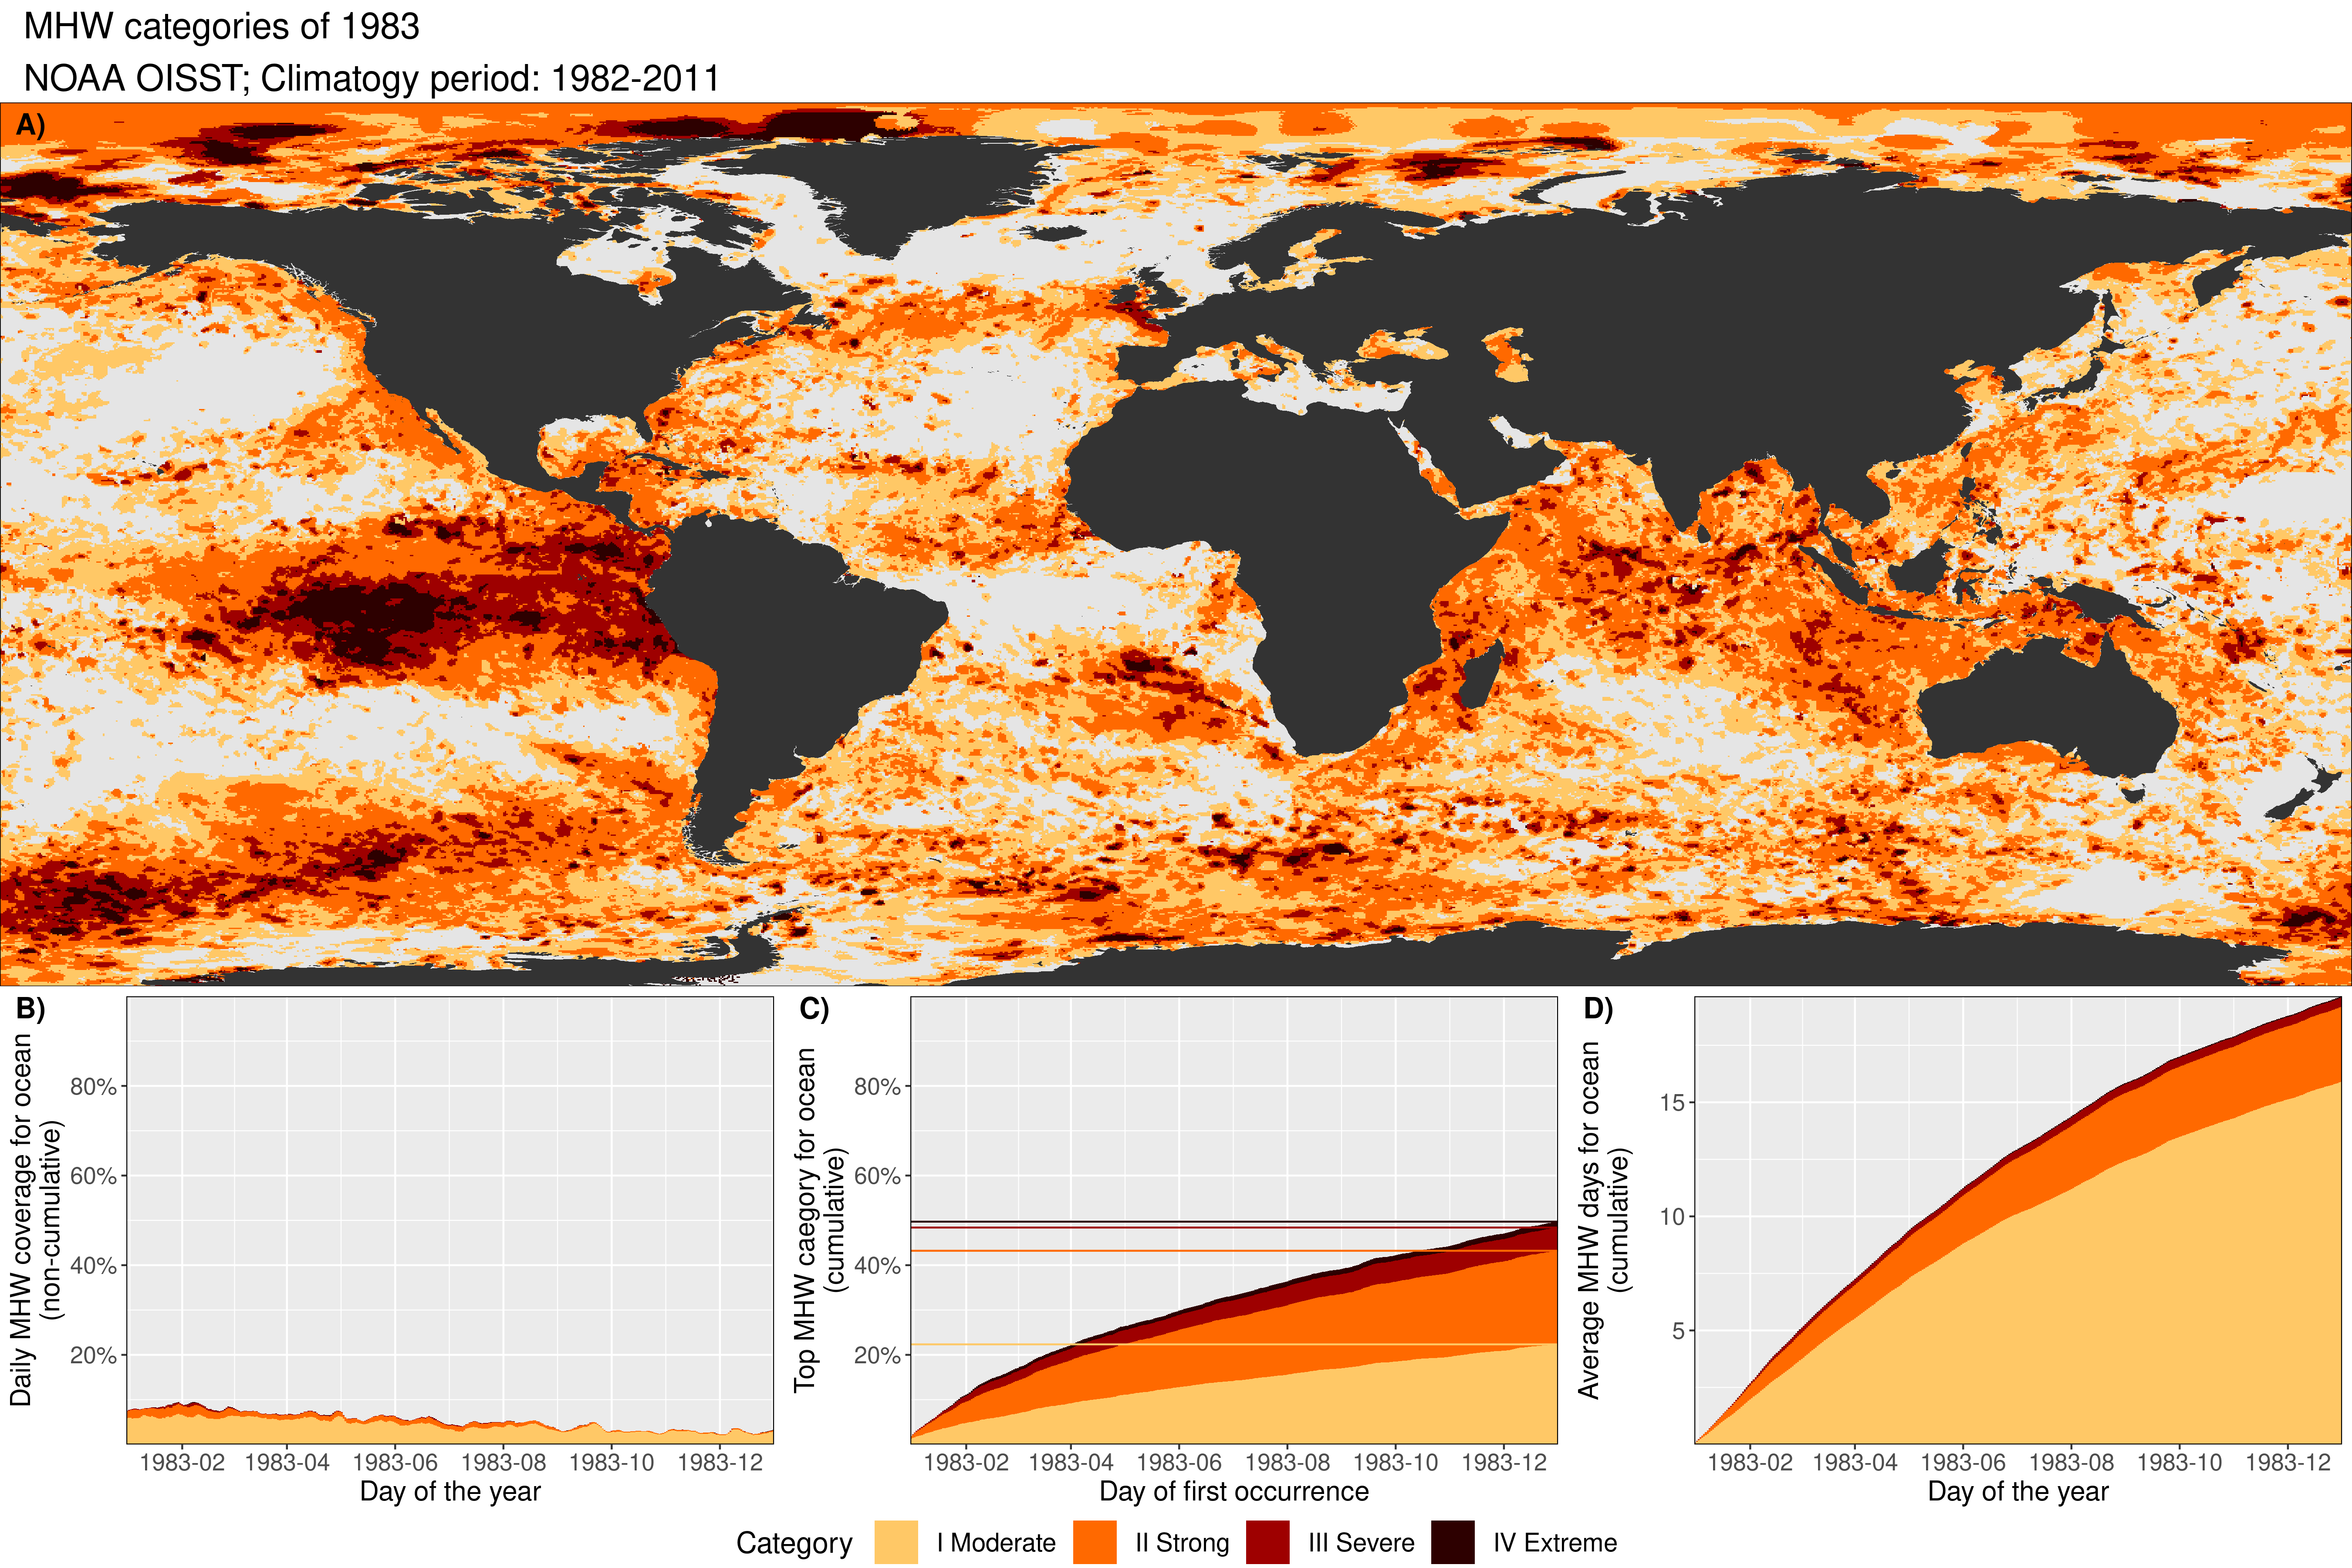 MHW categories of 1983
NOAA OISST; Climatogy period: 1982-2011
A)
B)
Daily MHW coverage for ocean
(non-cumulative)
80%
60%
40%
20%
1983-02 1983-04 1983-06 1983-08 1983-10 1983-12
Day of the year
C)
Top MHW category for ocean
(cumulative)
80%
60%
40%
20%
1983-02 1983-04 1983-06 1983-08 1983-10 1983-12
Day of first occurrence
D)
Average MHW days for ocean
(cumulative)
15
10
5
1983-02 1983-04 1983-06 1983-08 1983-10 1983-12
Day of the year
Category I Moderate II Strong III Severe IV Extreme